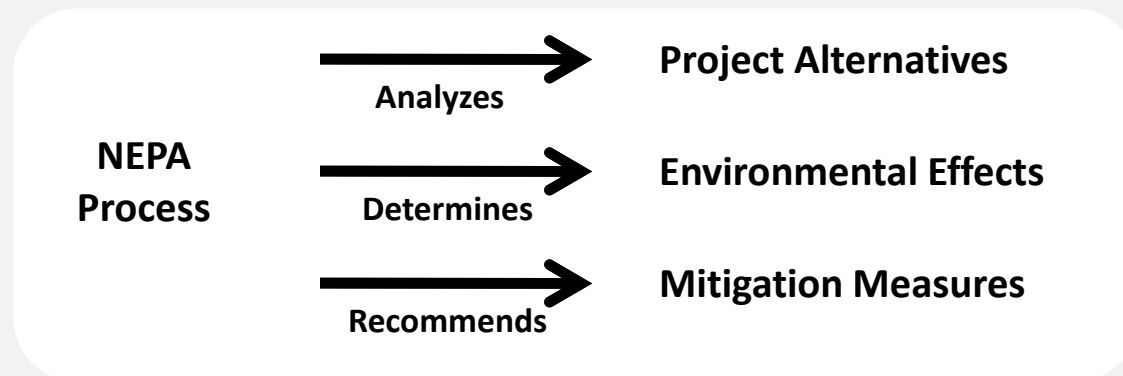 Project Alternatives
Analyzes
NEPA
Process
Environmental Effects
Determines
Mitigation Measures
Recommends